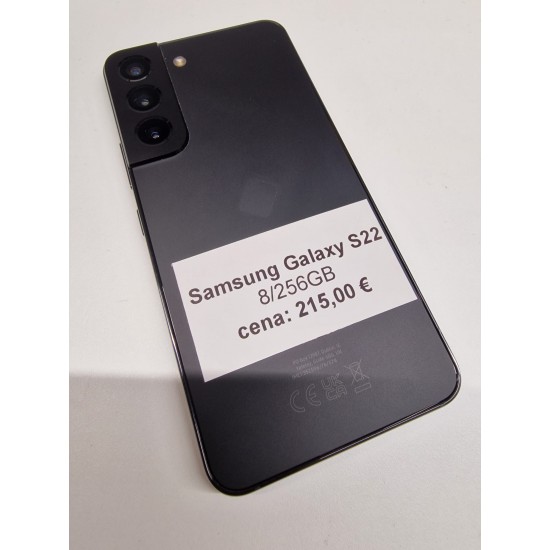 Samsung Galaxy S22
8/256GB
cena: 215,00 €